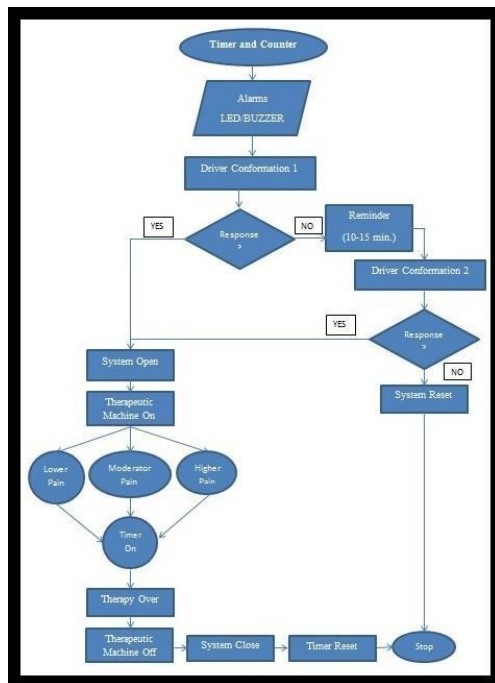 Timer and Counter
Alarms
LED/BUZZER
Driver Conformation 1
YES
Response
?
NO
Reminder
(10-15 min.)
Driver Conformation 2
YES
Response
?
NO
System Open
System Reset
Therapeutic
Machine On
Lower
Pain
Moderator
Pain
Higher
Pain
Timer
On
Therapy Over
Therapeutic
Machine Off
System Close
Timer Reset
Stop